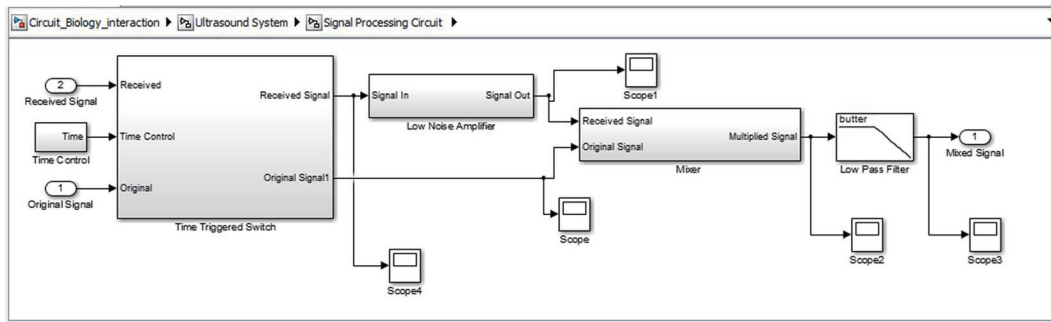 Circuit_Biology_interaction Ultrasound System Signal Processing Circuit
2
Received Signal
Time
Time Control
1
Original Signal
Received
Time Control
Original
Received Signal
Original Signal1
Time Triggered Switch
Signal In
Signal Out
Low Noise Amplifier
Scope1
Received Signal
Original Signal
Multiplied Signal
Mixer
butter
Low Pass Filter
1
Mixed Signal
Scope
Scope2
Scope3
Scope4